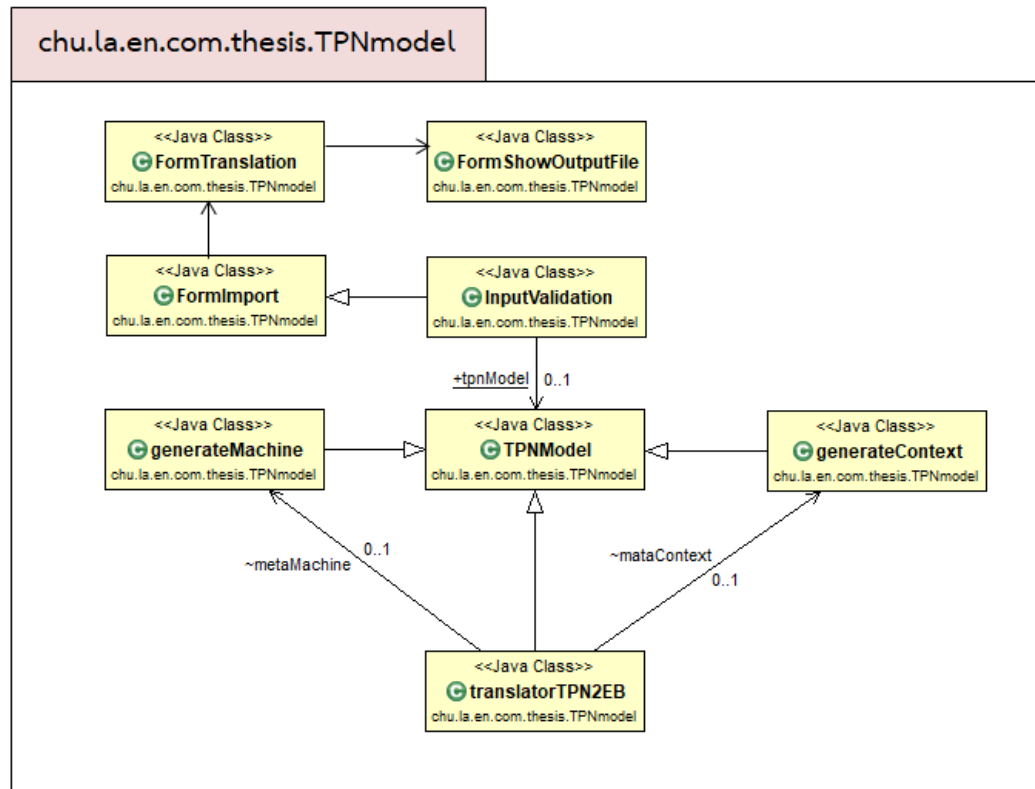 chu.la.en.com.thesis.TPNmodel
<<Java Class>>
FormTranslation
chu.la.en.com.thesis.TPNmodel
<<Java Class>>
FormShowOutputFile
chu.la.en.com.thesis.TPNmodel
<<Java Class>>
FormImport
chu.la.en.com.thesis.TPNmodel
<<Java Class>>
InputValidation
chu.la.en.com.thesis.TPNmodel
+tpnModel 0..1
<<Java Class>>
generateMachine
chu.la.en.com.thesis.TPNmodel
<<Java Class>>
TPNModel
chu.la.en.com.thesis.TPNmodel
<<Java Class>>
generateContext
chu.la.en.com.thesis.TPNmodel
0..1
~metaMachine
~mataContext
0..1
<<Java Class>>
translatorTPN2EB
chu.la.en.com.thesis.TPNmodel